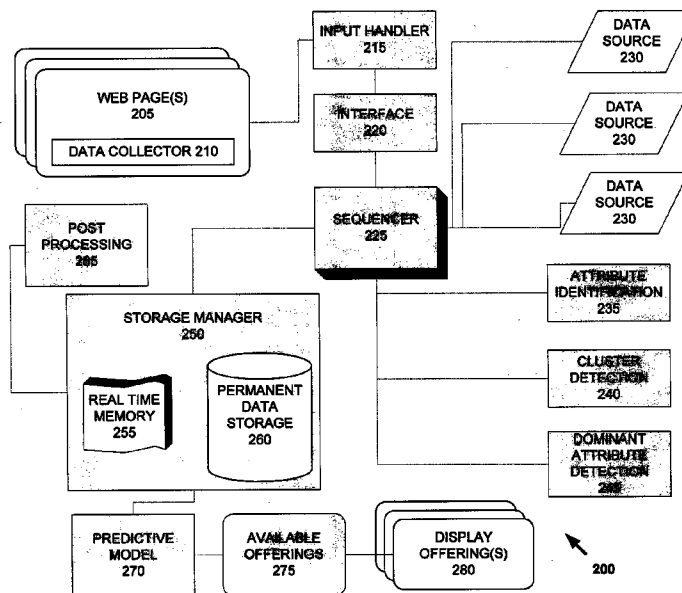 INPUT HANDLER
215
DATA
SOURCE
230
WEB PAGE(S)
205
DATA COLLECTOR 210
INTERFACE
220
DATA
SOURCE
230
SEQUENCER
225
DATA
SOURCE
230
POST
PROCESSING
265
ATTRIBUTE
IDENTIFICATION
235
STORAGE MANAGER
250
REAL TIME
MEMORY
255
PERMANENT
DATA
STORAGE
260
CLUSTER
DETECTION
240
DOMINANT
ATTRIBUTE
DETECTION
245
PREDICTIVE
MODEL
270
AVAILABLE
OFFERINGS
275
DISPLAY
OFFERING(S)
280
200